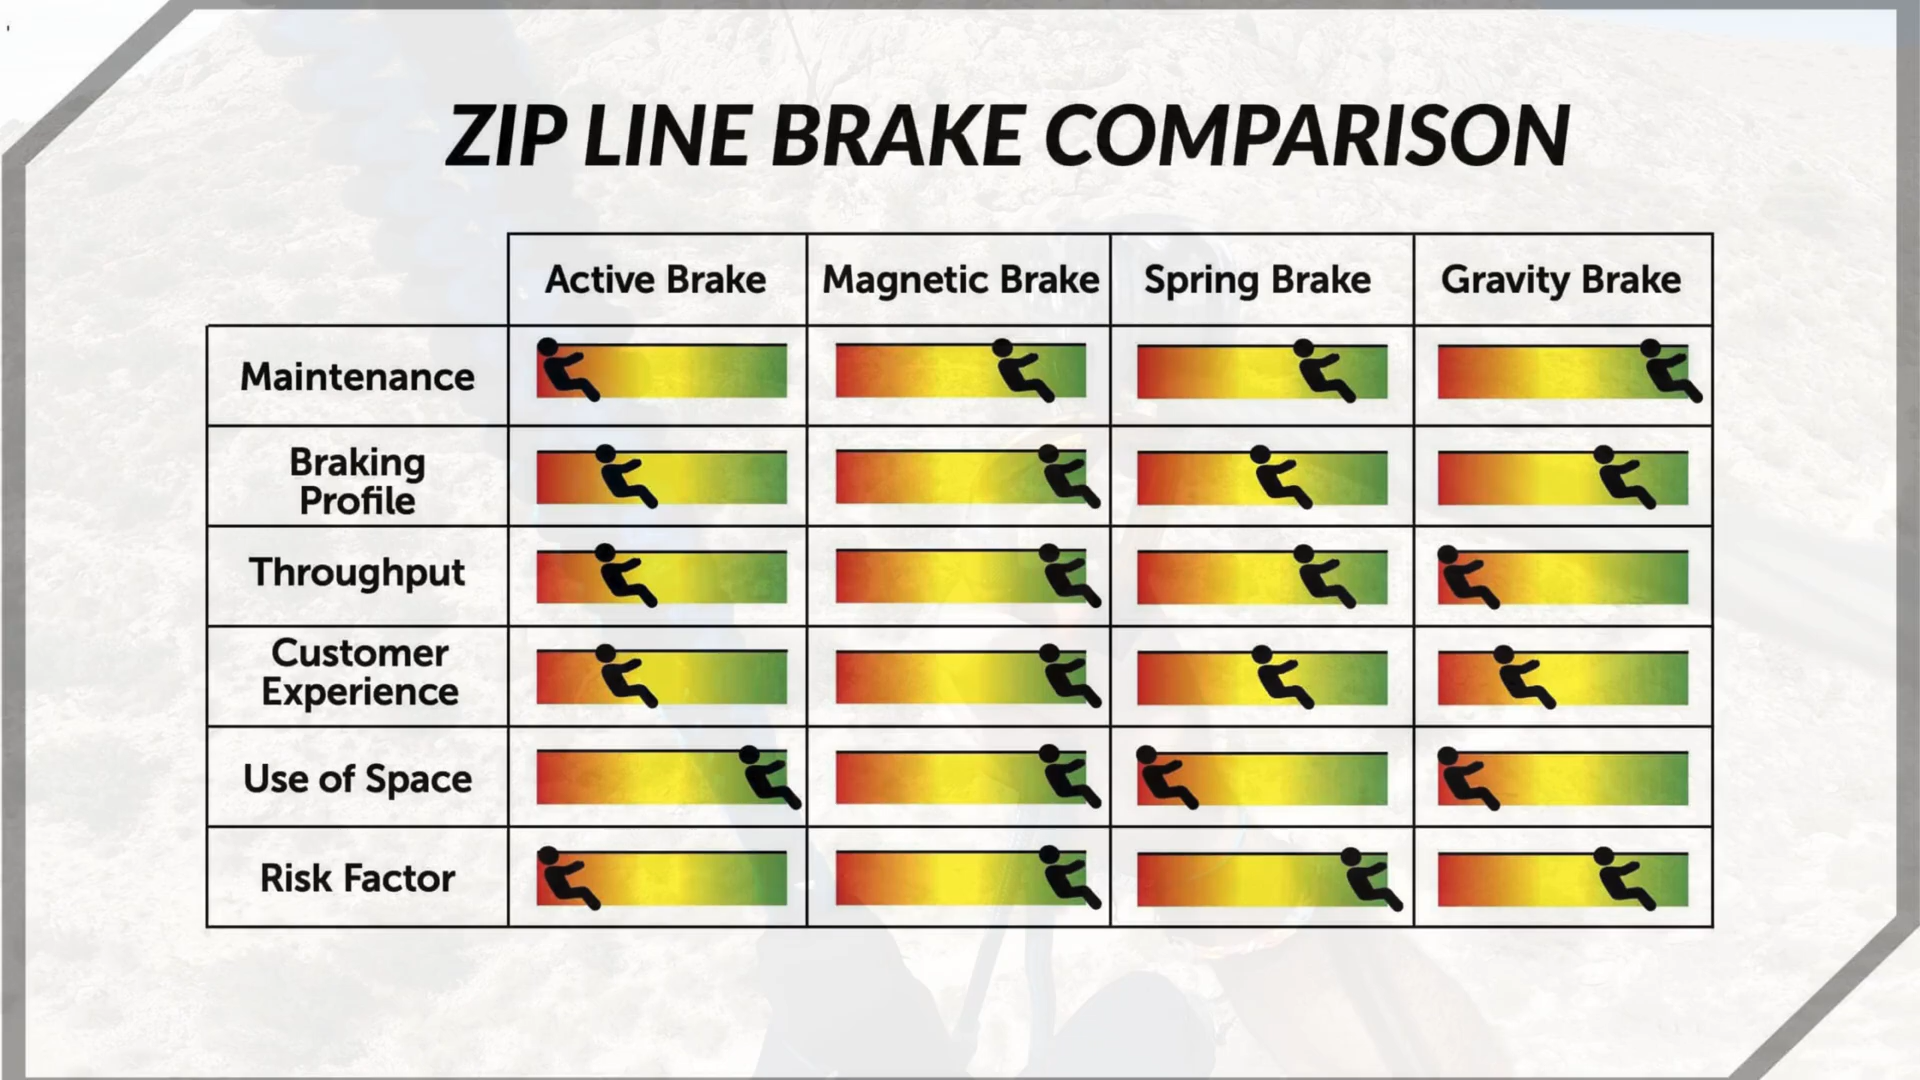 ZIP LINE BRAKE COMPARISON
Active Brake
Magnetic Brake
Spring Brake
Gravity Brake
Maintenance
Braking
Profile
Throughput
Customer
Experience
Use of Space
Risk Factor